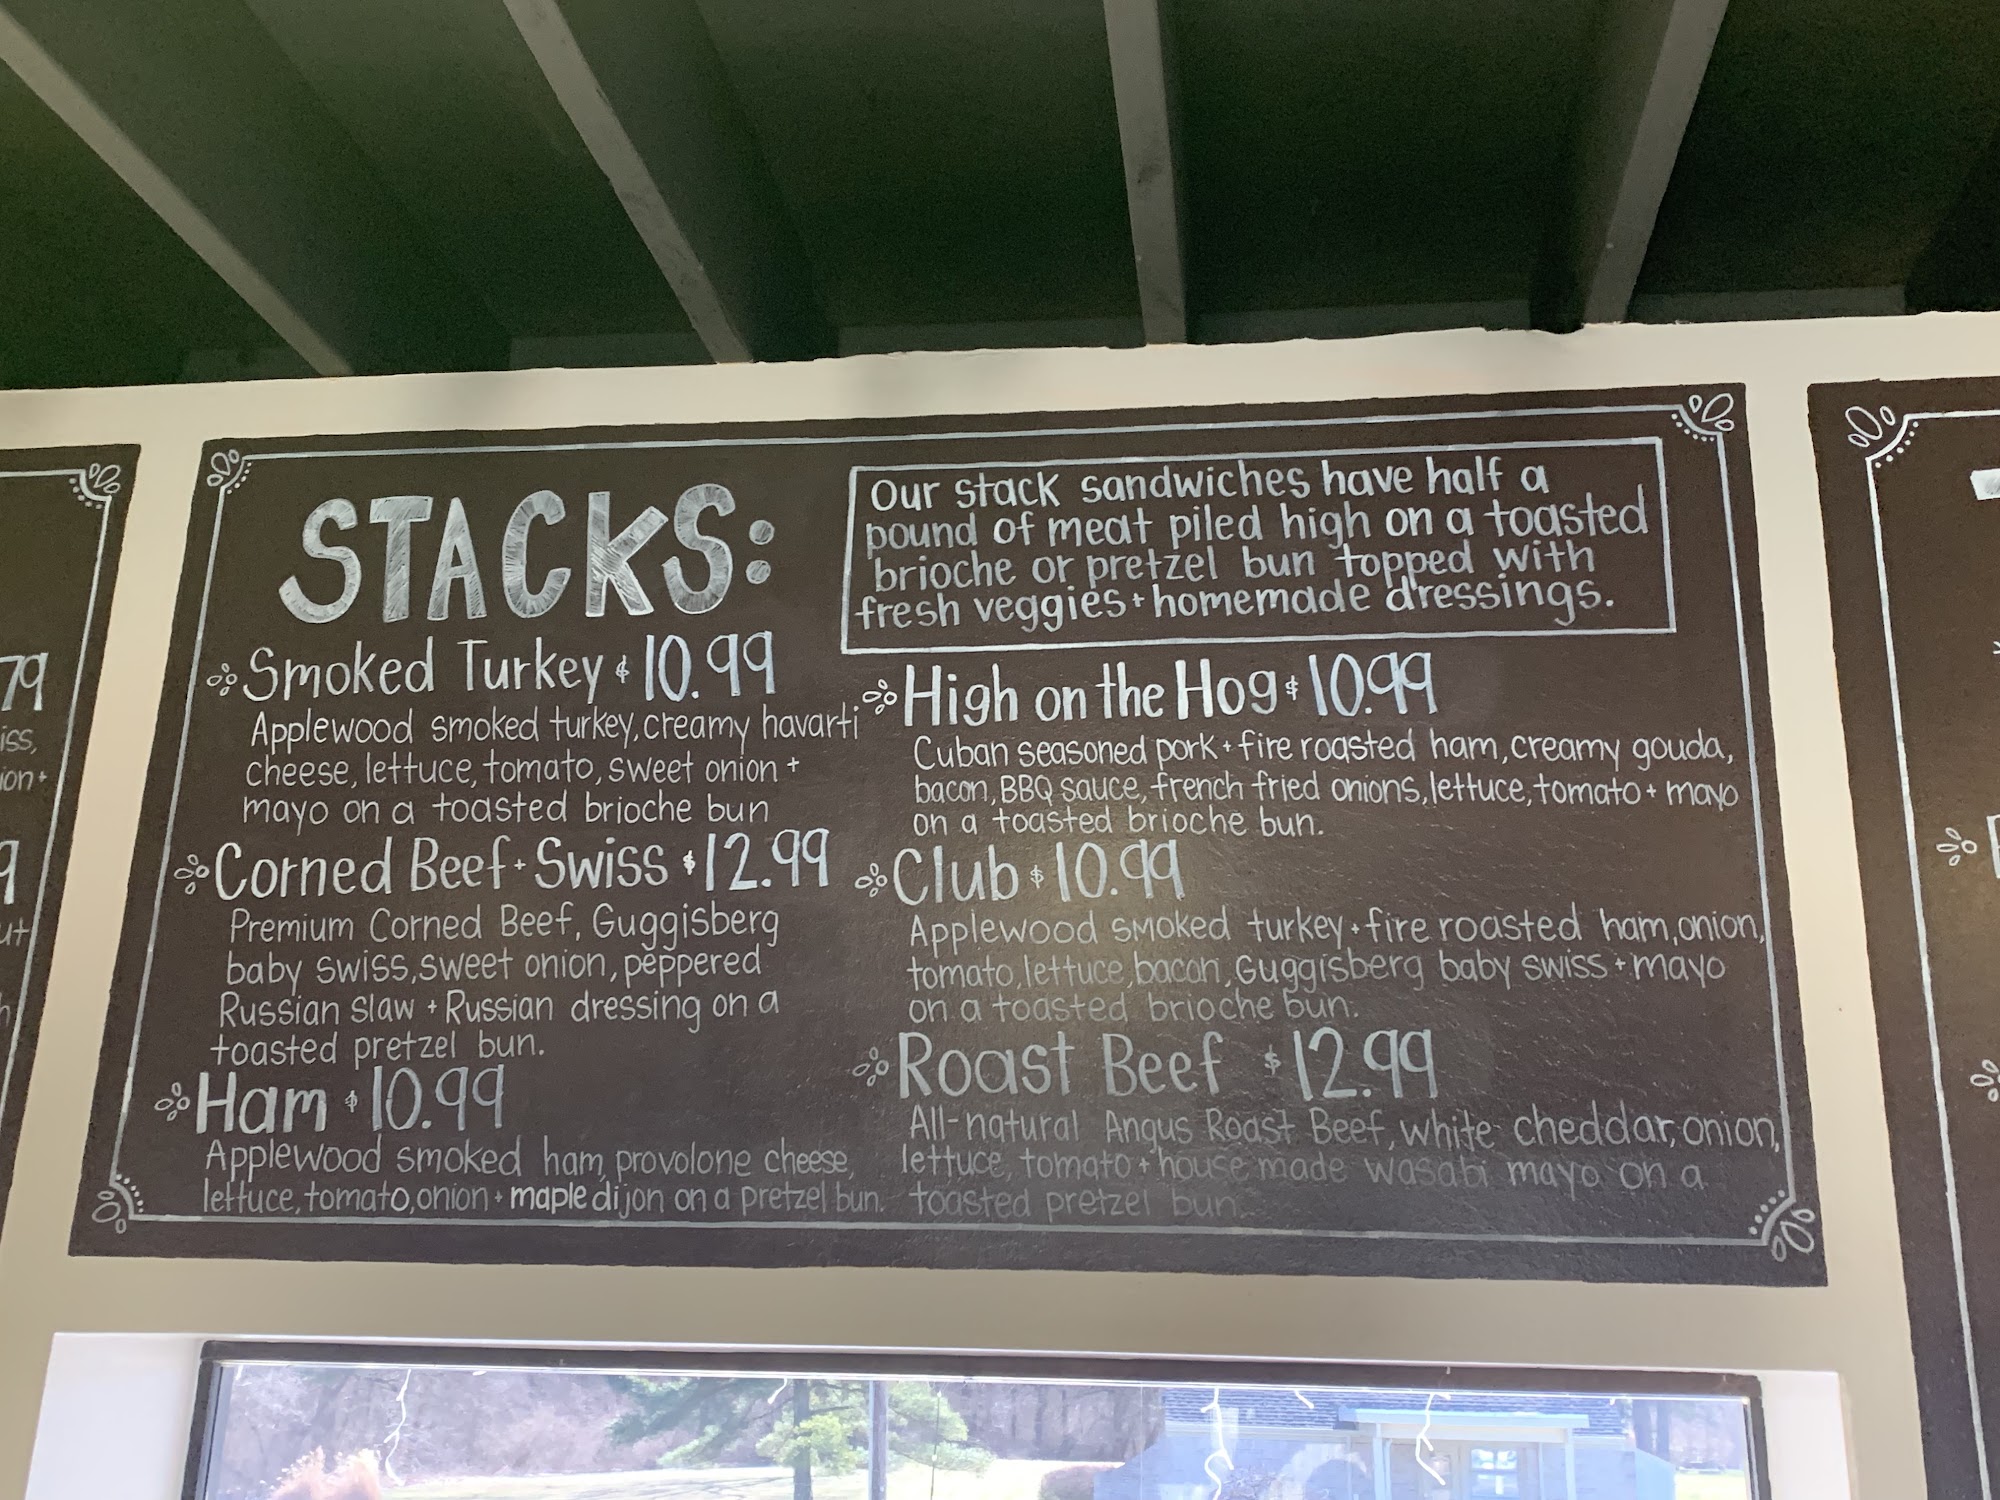 STACKS:
Our stack sandwiches have half a
pound of meat piled high on a toasted
brioche or pretzel bun topped with
fresh veggies + homemade dressings.
Smoked Turkey $10.99
Applewood smoked turkey, creamy havarti
cheese, lettuce, tomato, sweet onion +
mayo on a toasted brioche bun
Corned Beef + Swiss $12.99
Premium Corned Beef, Guggisberg
baby swiss, sweet onion, peppered
Russian slaw + Russian dressing on a
toasted pretzel bun.
Ham $10.99
Applewood smoked ham, provolone cheese,
lettuce, tomato, onion + maple dijon on a pretzel bun.
High on the Hog $10.99
Cuban seasoned pork + fire roasted ham, creamy gouda,
bacon, BBQ sauce, french fried onions, lettuce, tomato + mayo
on a toasted brioche bun.
Club $10.99
Applewood smoked turkey + fire roasted ham, onion,
tomato, lettuce, bacon, Guggisberg baby swiss + mayo
on a toasted brioche bun.
Roast Beef $12.99
All-natural Angus Roast Beef, white cheddar, onion,
lettuce, tomato + house made wasabi mayo on a
toasted pretzel bun.